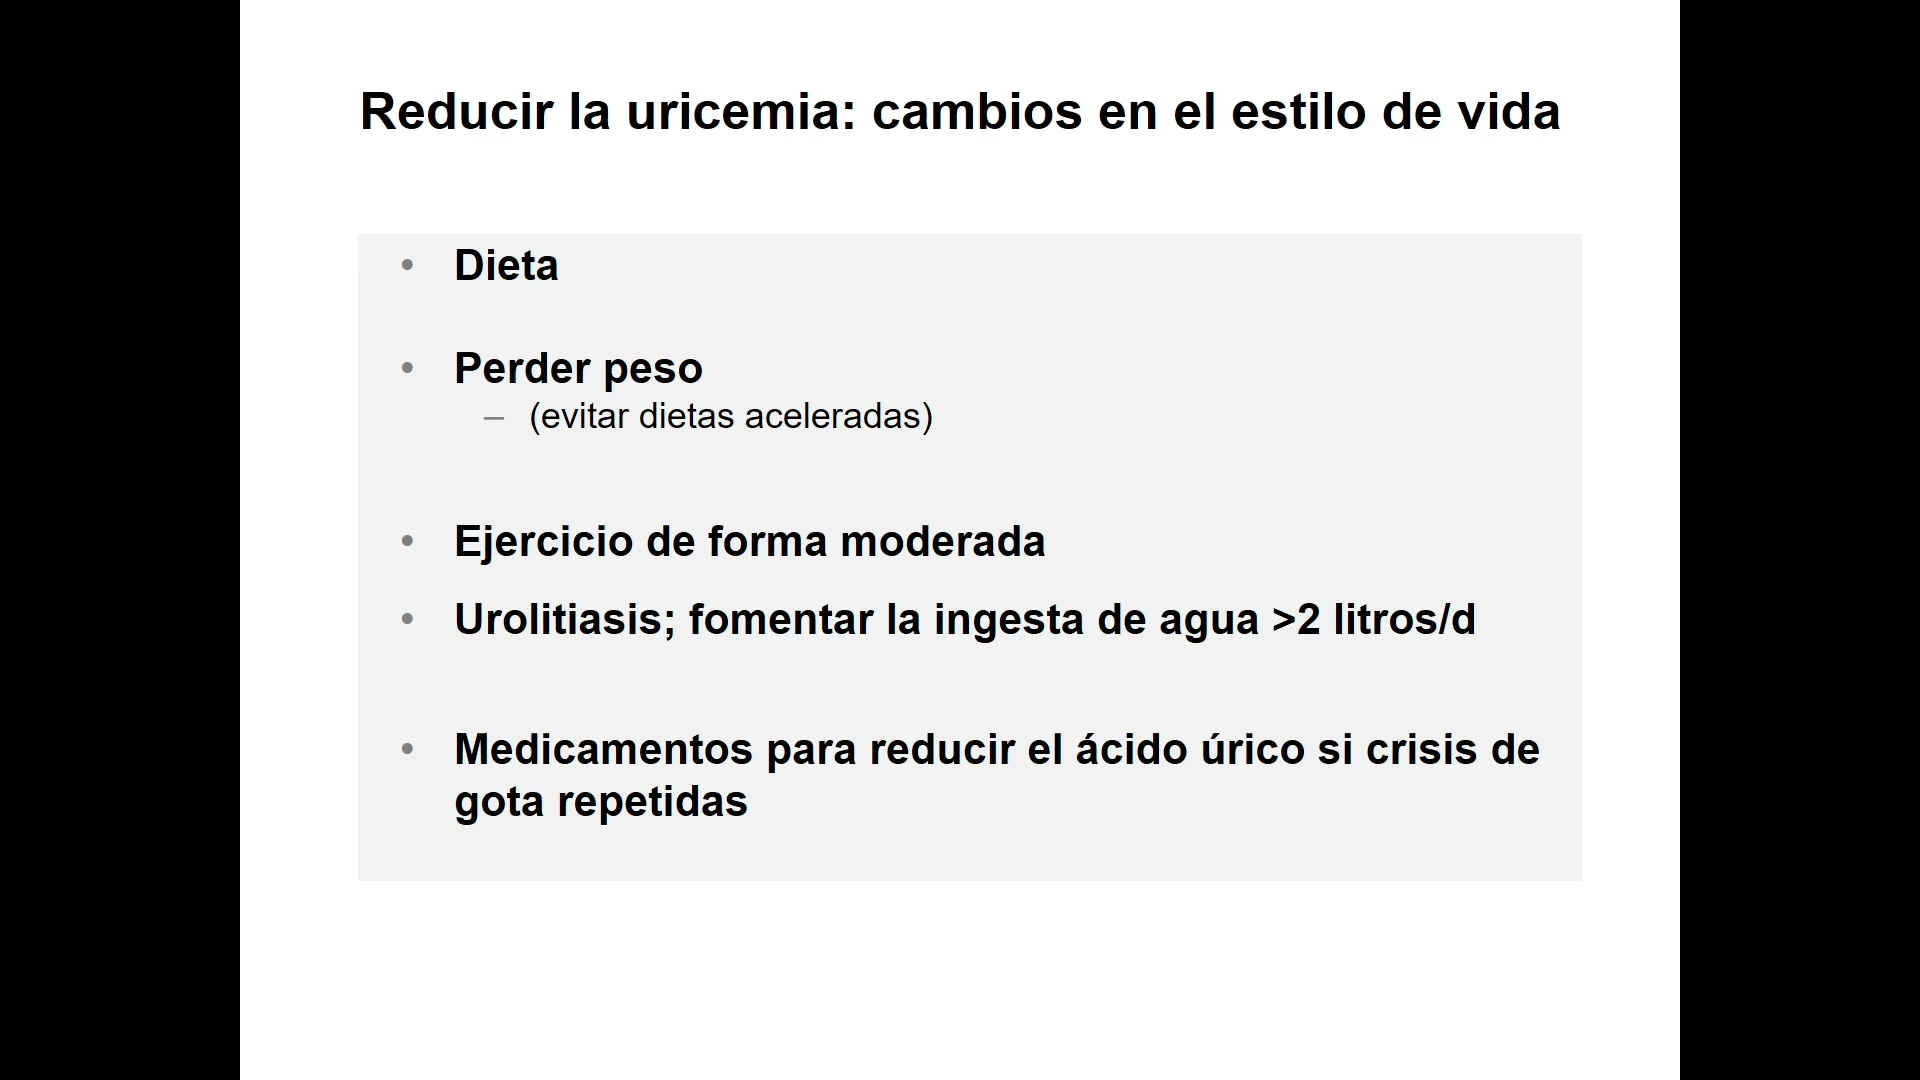 Reducir la uricemia: cambios en el estilo de vida
• Dieta
• Perder peso
– (evitar dietas aceleradas)
• Ejercicio de forma moderada
• Urolitiasis; fomentar la ingesta de agua >2 litros/d
• Medicamentos para reducir el ácido úrico si crisis de
gota repetidas